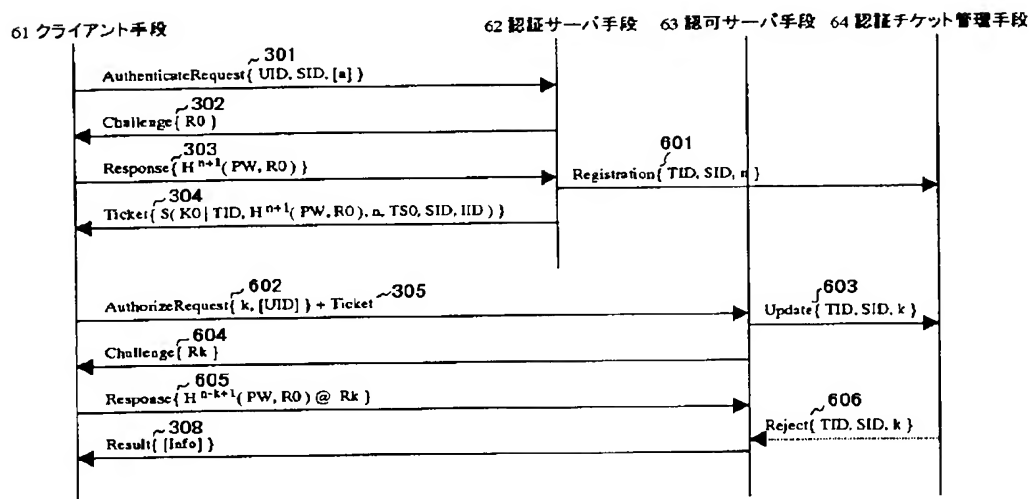 61 クライアント手段
62 認証サーバ手段
63 認可サーバ手段
64 認証チケット管理手段
301
AuthenticateRequest{ UID, SID, [n] }
302
Challenge{ R0 }
303
Response{ H^n+1( PW, R0) }
601
Registration{ TID, SID, n }
304
Ticket{ S( K0 | TID, H^n+1( PW, R0), n, TS0, SID, IID ) }
602
AuthorizeRequest{ k, [UID] } + Ticket
305
603
Update{ TID, SID, k }
604
Challenge{ Rk }
605
Response{ H^n-k+1( PW, R0) @ Rk }
606
Reject{ TID, SID, k }
308
Result{ [Info] }